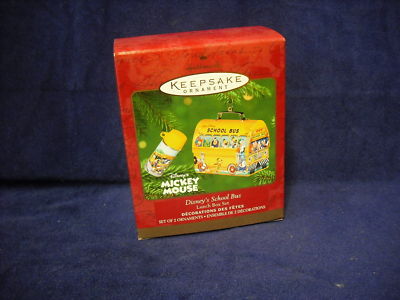 KEEPSAKE
ORNAMENT
SCHOOL BUS
Disney's
MICKEY
MOUSE
Disney's School Bus
Lunch Box Set
DÉCORATIONS DES FÊTES
SET OF 2 ORNAMENTS • ENSEMBLE DE 2 DÉCORATIONS